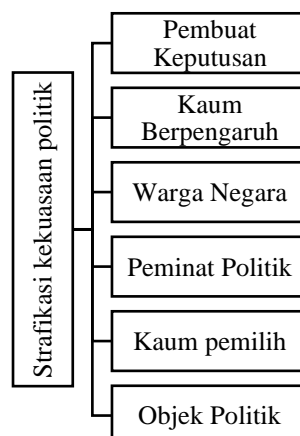 Strafikasi kekuasaan politik
Pembuat
Keputusan
Kaum
Berpengaruh
Warga Negara
Peminat Politik
Kaum pemilih
Objek Politik